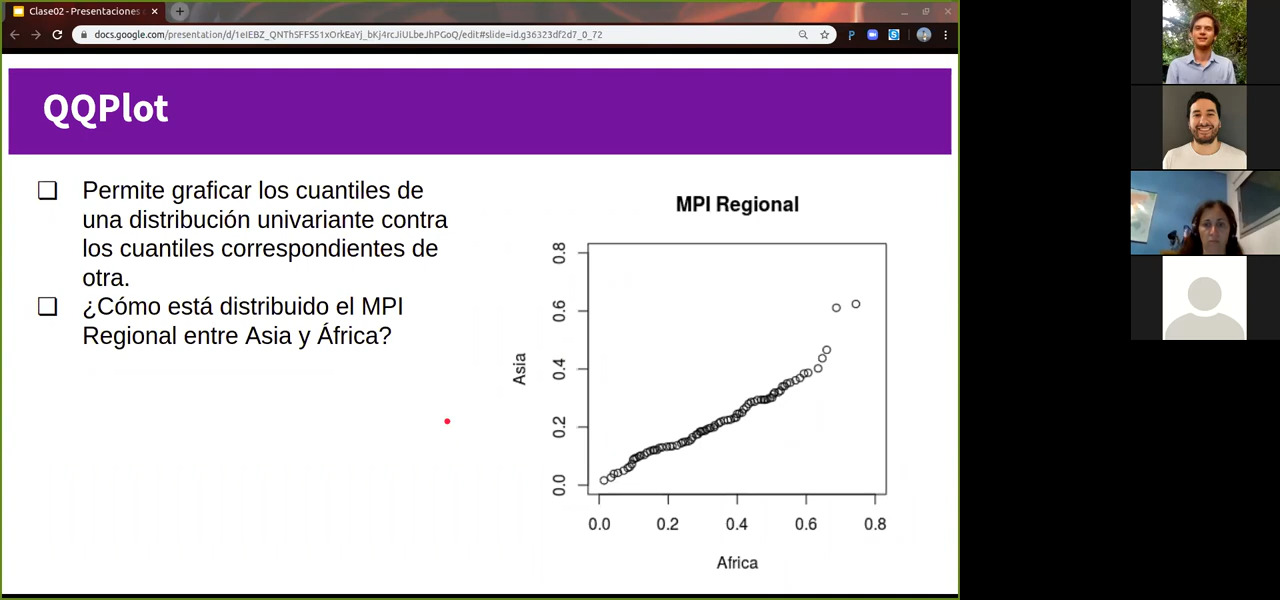 Clase02 - Presentaciones
docs.google.com/presentation/d/1eIEBZ_QNThSFFS51xOrkEaYj_bKj4rcJiULbeJhPGoQ/edit#slide=id.g36323df2d7_0_72
QQPlot
Permite graficar los cuantiles de
una distribución univariante contra
los cuantiles correspondientes de
otra.
¿Cómo está distribuido el MPI
Regional entre Asia y África?
MPI Regional
Asia
0.8
0.6
0.4
0.2
0.0
0.0 0.2 0.4 0.6 0.8
Africa